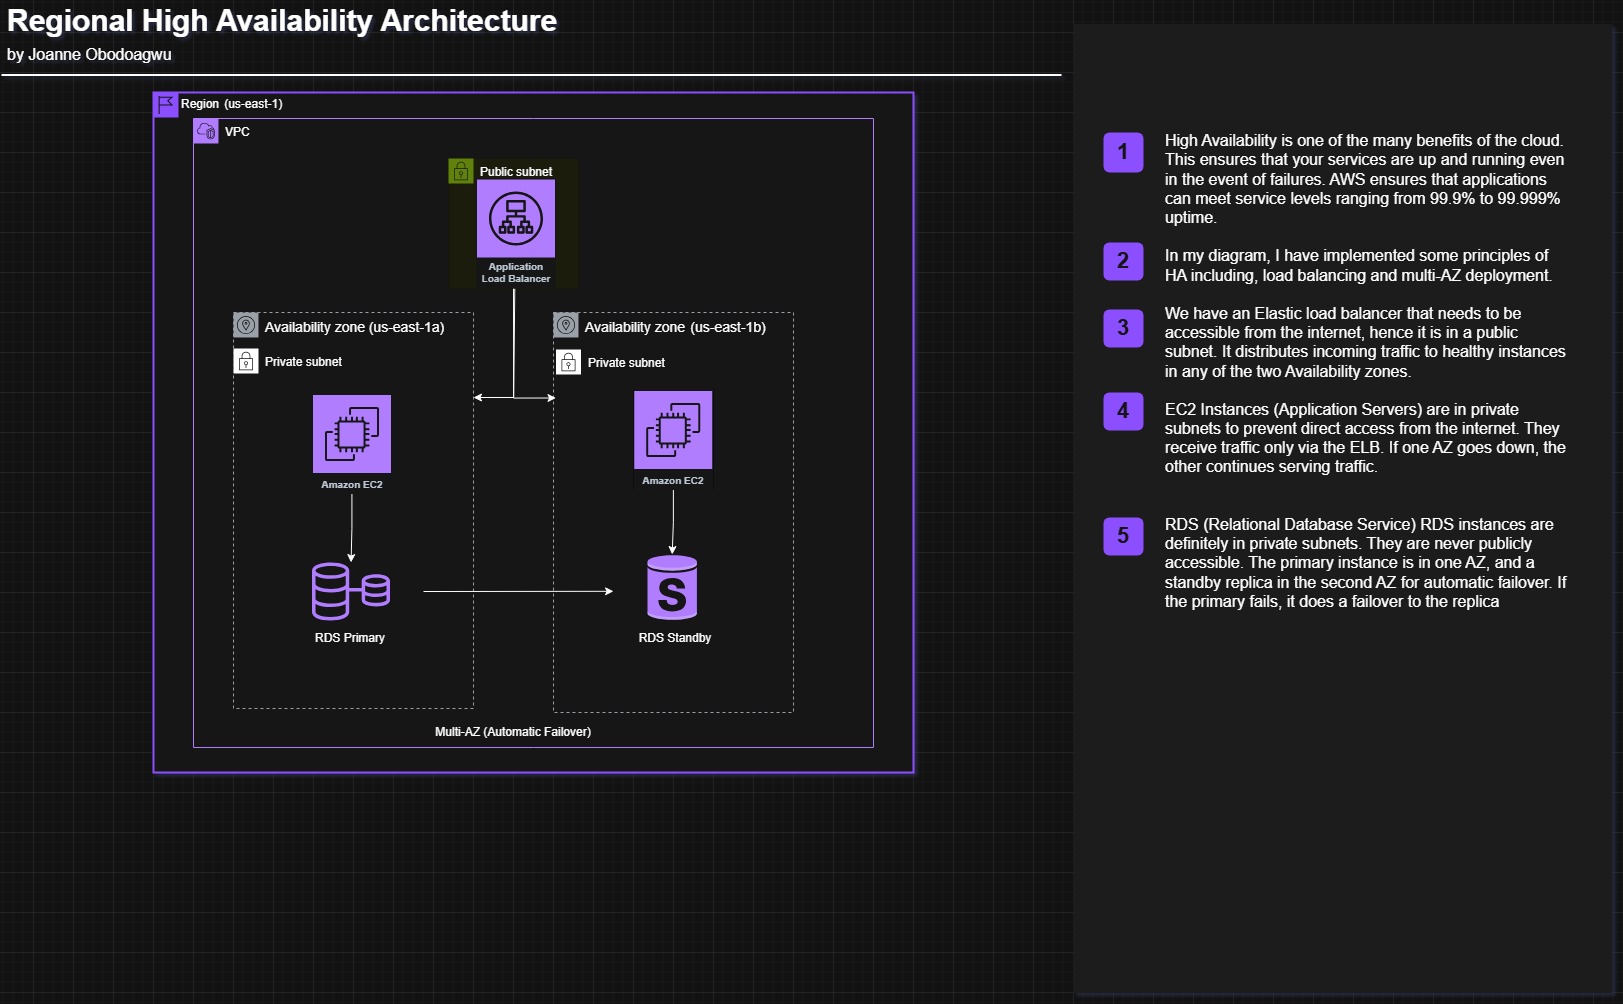 Regional High Availability Architecture
by Joanne Obodoagwu
Region (us-east-1)
VPC
Public subnet
Application
Load Balancer
Availability zone (us-east-1a)
Private subnet
Amazon EC2
RDS Primary
Availability zone (us-east-1b)
Private subnet
Amazon EC2
S
RDS Standby
Multi-AZ (Automatic Failover)
1
High Availability is one of the many benefits of the cloud.
This ensures that your services are up and running even
in the event of failures. AWS ensures that applications
can meet service levels ranging from 99.9% to 99.999%
uptime.
2
In my diagram, I have implemented some principles of
HA including, load balancing and multi-AZ deployment.
3
We have an Elastic load balancer that needs to be
accessible from the internet, hence it is in a public
subnet. It distributes incoming traffic to healthy instances
in any of the two Availability zones.
4
EC2 Instances (Application Servers) are in private
subnets to prevent direct access from the internet. They
receive traffic only via the ELB. If one AZ goes down, the
other continues serving traffic.
5
RDS (Relational Database Service) RDS instances are
definitely in private subnets. They are never publicly
accessible. The primary instance is in one AZ, and a
standby replica in the second AZ for automatic failover. If
the primary fails, it does a failover to the replica